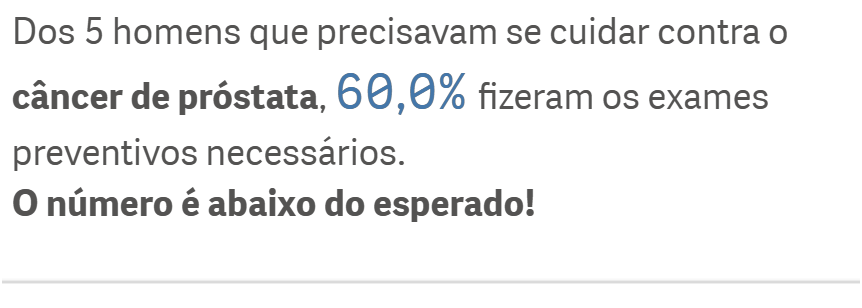 Dos 5 homens que precisavam se cuidar contra o
câncer de próstata, 60,0% fizeram os exames
preventivos necessários.
O número é abaixo do esperado!